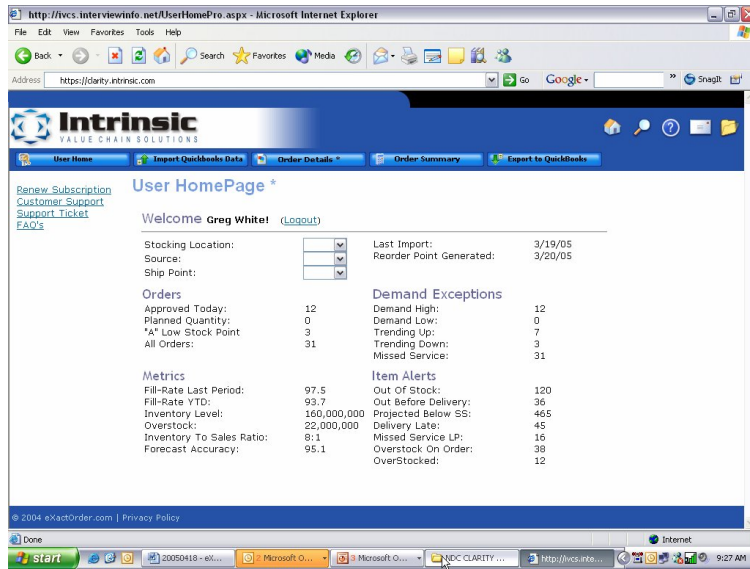 http://ivcs.interviewinfo.net/UserHomePro.aspx - Microsoft Internet Explorer
File Edit View Favorites Tools Help
Back Search Favorites Media
Address https://clarity.intrinsic.com Go Google SnagIt
Intrinsic
VALUE CHAIN SOLUTIONS
User Home Import Quickbooks Data Order Details * Order Summary Export to QuickBooks
Renew Subscription
Customer Support
Support Ticket
FAQ's
User HomePage *
Welcome Greg White! (Logout)
Stocking Location: Last Import: 3/19/05
Source: Reorder Point Generated: 3/20/05
Ship Point:
Orders Demand Exceptions
Approved Today: 12 Demand High: 12
Planned Quantity: 0 Demand Low: 0
"A" Low Stock Point 3 Trending Up: 7
All Orders: 31 Trending Down: 3
Missed Service: 31
Metrics Item Alerts
Fill-Rate Last Period: 97.5 Out Of Stock: 120
Fill-Rate YTD: 93.7 Out Before Delivery: 36
Inventory Level: 160,000,000 Projected Below SS: 465
Overstock: 22,000,000 Delivery Late: 45
Inventory To Sales Ratio: 8:1 Missed Service LP: 16
Forecast Accuracy: 95.1 Overstock On Order: 38
OverStocked: 12
© 2004 eXactOrder.com | Privacy Policy
Done Internet
start 20050418 - eX... 2 Microsoft O... 3 Microsoft O... NDC CLARITY ... http://ivcs.inte... 9:27 AM